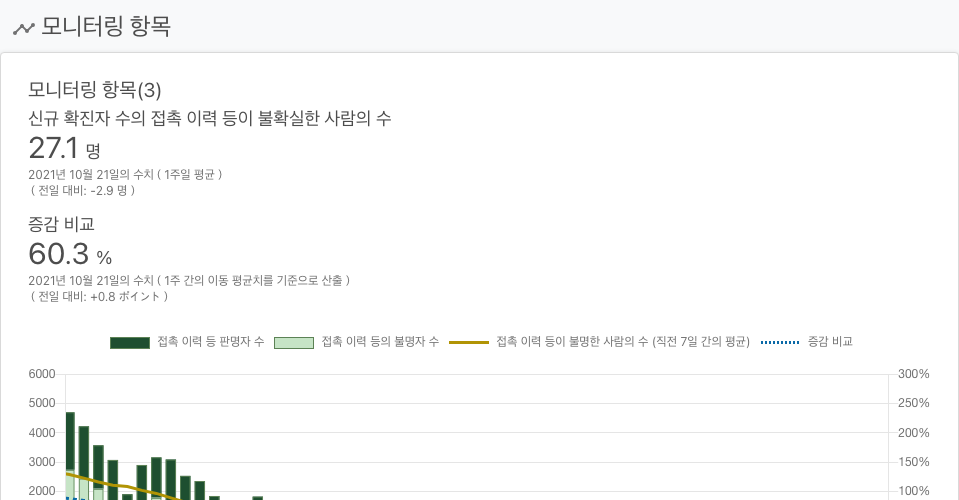 모니터링 항목
모니터링 항목(3)
신규 확진자 수의 접촉 이력 등이 불확실한 사람의 수
27.1 명
2021년 10월 21일의 수치 ( 1주일 평균 )
( 전일 대비: -2.9 명 )
증감 비교
60.3 %
2021년 10월 21일의 수치 ( 1주 간의 이동 평균치를 기준으로 산출 )
( 전일 대비: +0.8 ポイント )
접촉 이력 등 판명자 수 접촉 이력 등의 불명자 수 접촉 이력 등이 불명한 사람의 수 (직전 7일 간의 평균) 증감 비교
6000 300%
5000 250%
4000 200%
3000 150%
2000 100%